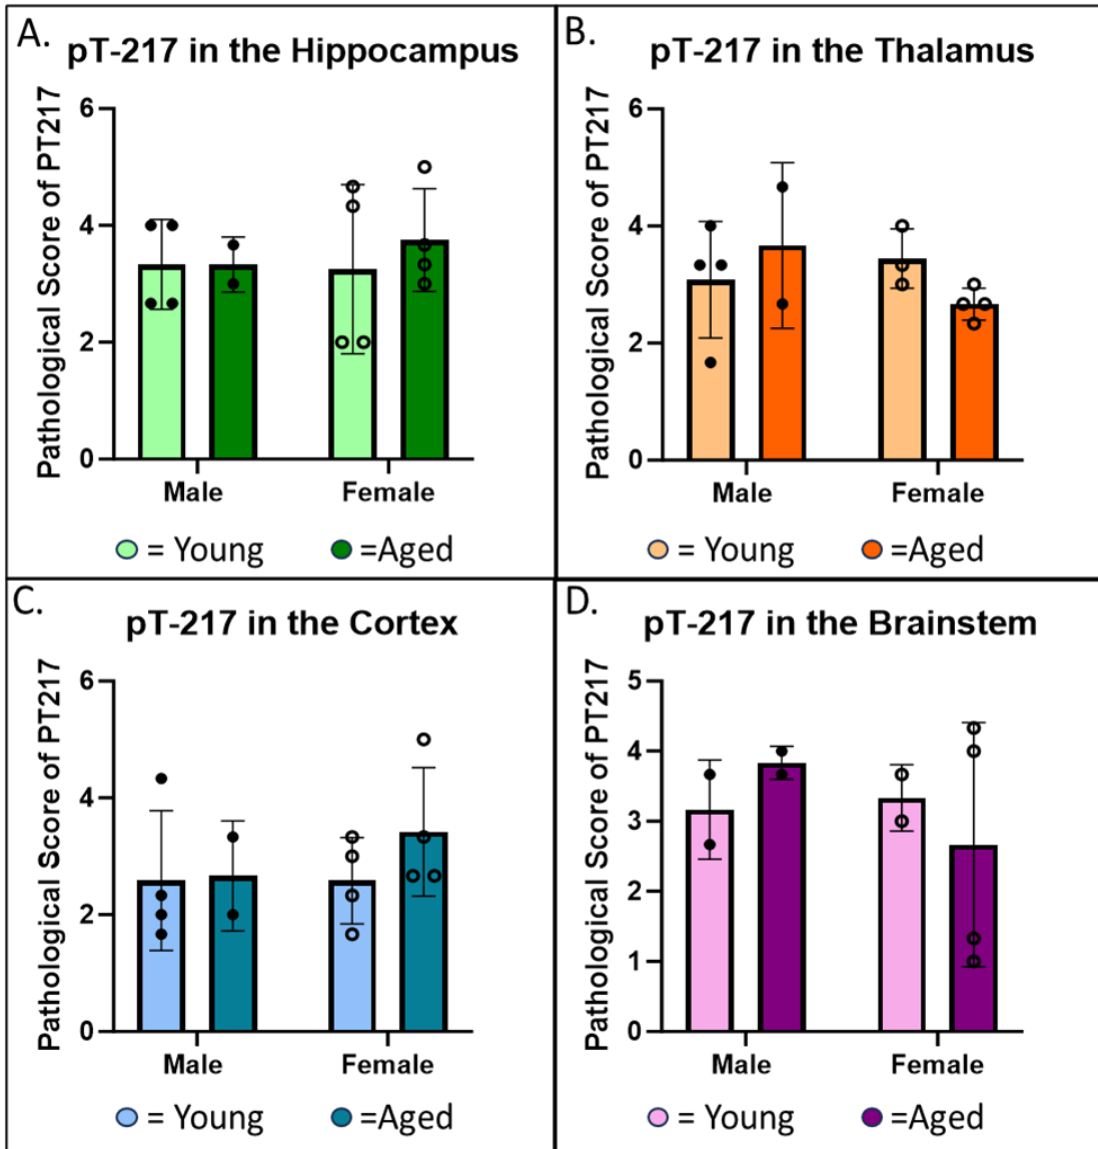 A.
pT-217 in the Hippocampus
Pathological Score of PT217
6
4
2
0
Male Female
= Young =Aged
B.
pT-217 in the Thalamus
Pathological Score of PT217
6
4
2
0
Male Female
= Young =Aged
C.
pT-217 in the Cortex
Pathological Score of PT217
6
4
2
0
Male Female
= Young =Aged
D.
pT-217 in the Brainstem
Pathological Score of PT217
5
4
3
2
1
0
Male Female
= Young =Aged